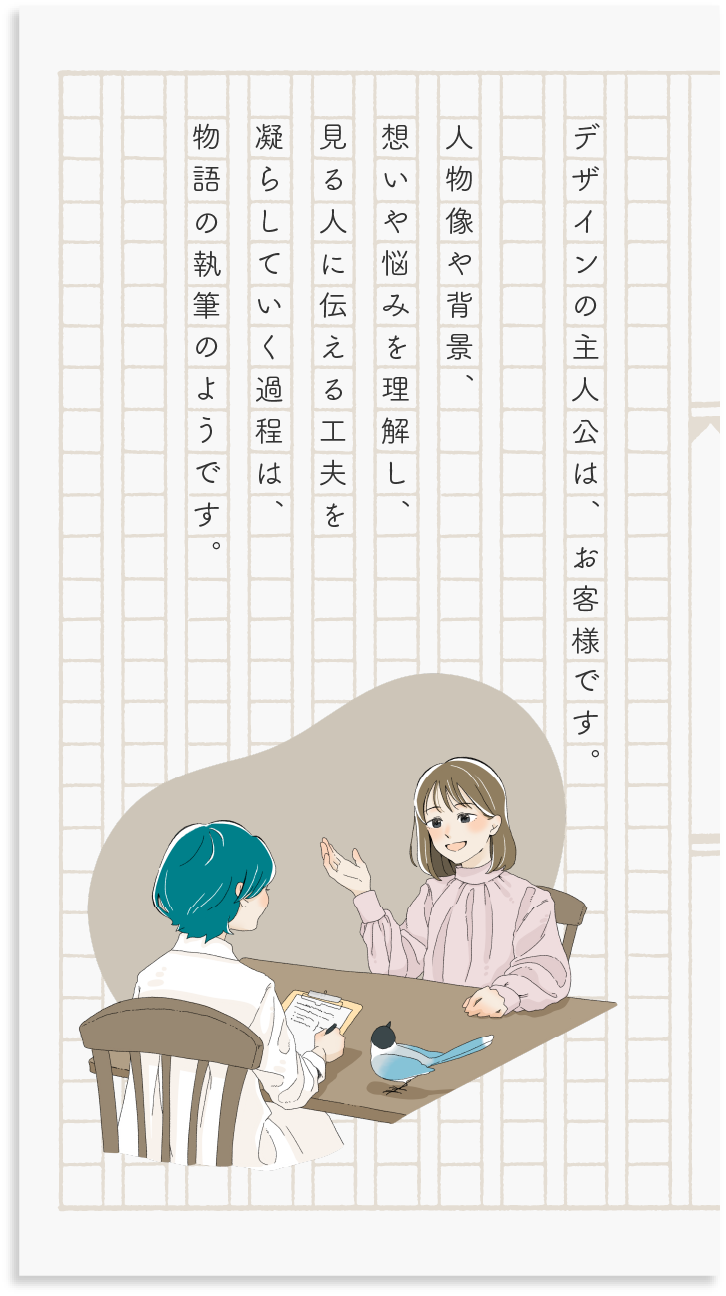 デザインの主人公は、お客様です。
人物像や背景、
想いや悩みを理解し、
見る人に伝える工夫を
凝らしていく過程は、
物語の執筆のようです。